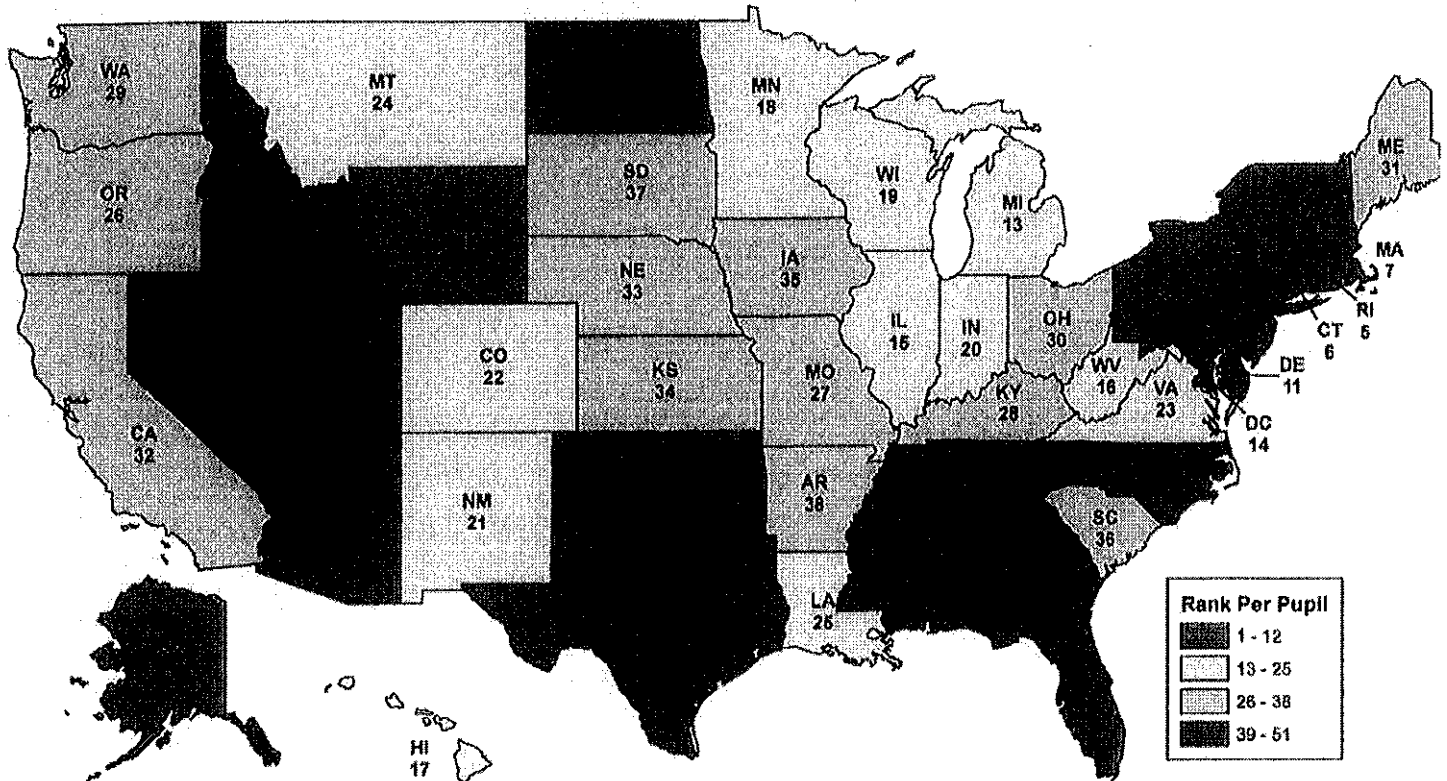 WA
29
MT
24
MN
18
ME
31
OR
26
SD
37
WI
19
MI
13
MA
7
IA
35
NE
33
RI
5
CT
6
IL
15
IN
20
OH
30
CO
22
KS
34
MO
27
WV
16
VA
23
DE
11
KY
28
DC
14
CA
32
NM
21
AR
38
SC
36
LA
25
HI
17
Rank Per Pupil
1 - 12
13 - 25
26 - 38
39 - 51